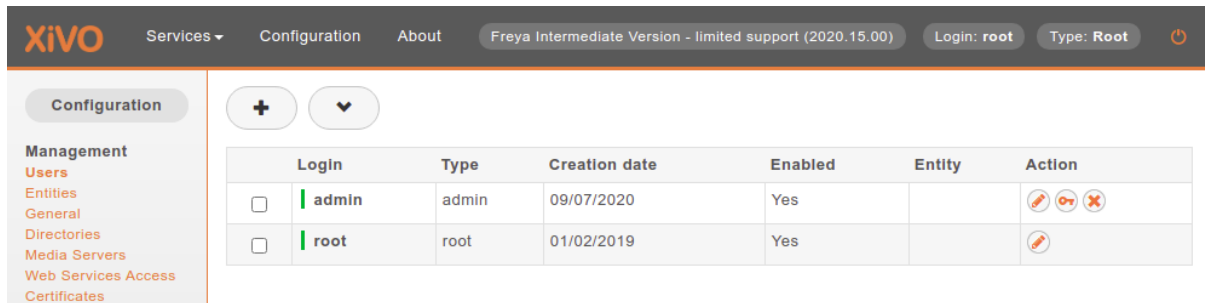 XiVO Services Configuration About Freya Intermediate Version - limited support (2020.15.00) Login: root Type: Root
Configuration
Management
Users
Entities
General
Directories
Media Servers
Web Services Access
Certificates
Login Type Creation date Enabled Entity Action
admin admin 09/07/2020 Yes
root root 01/02/2019 Yes